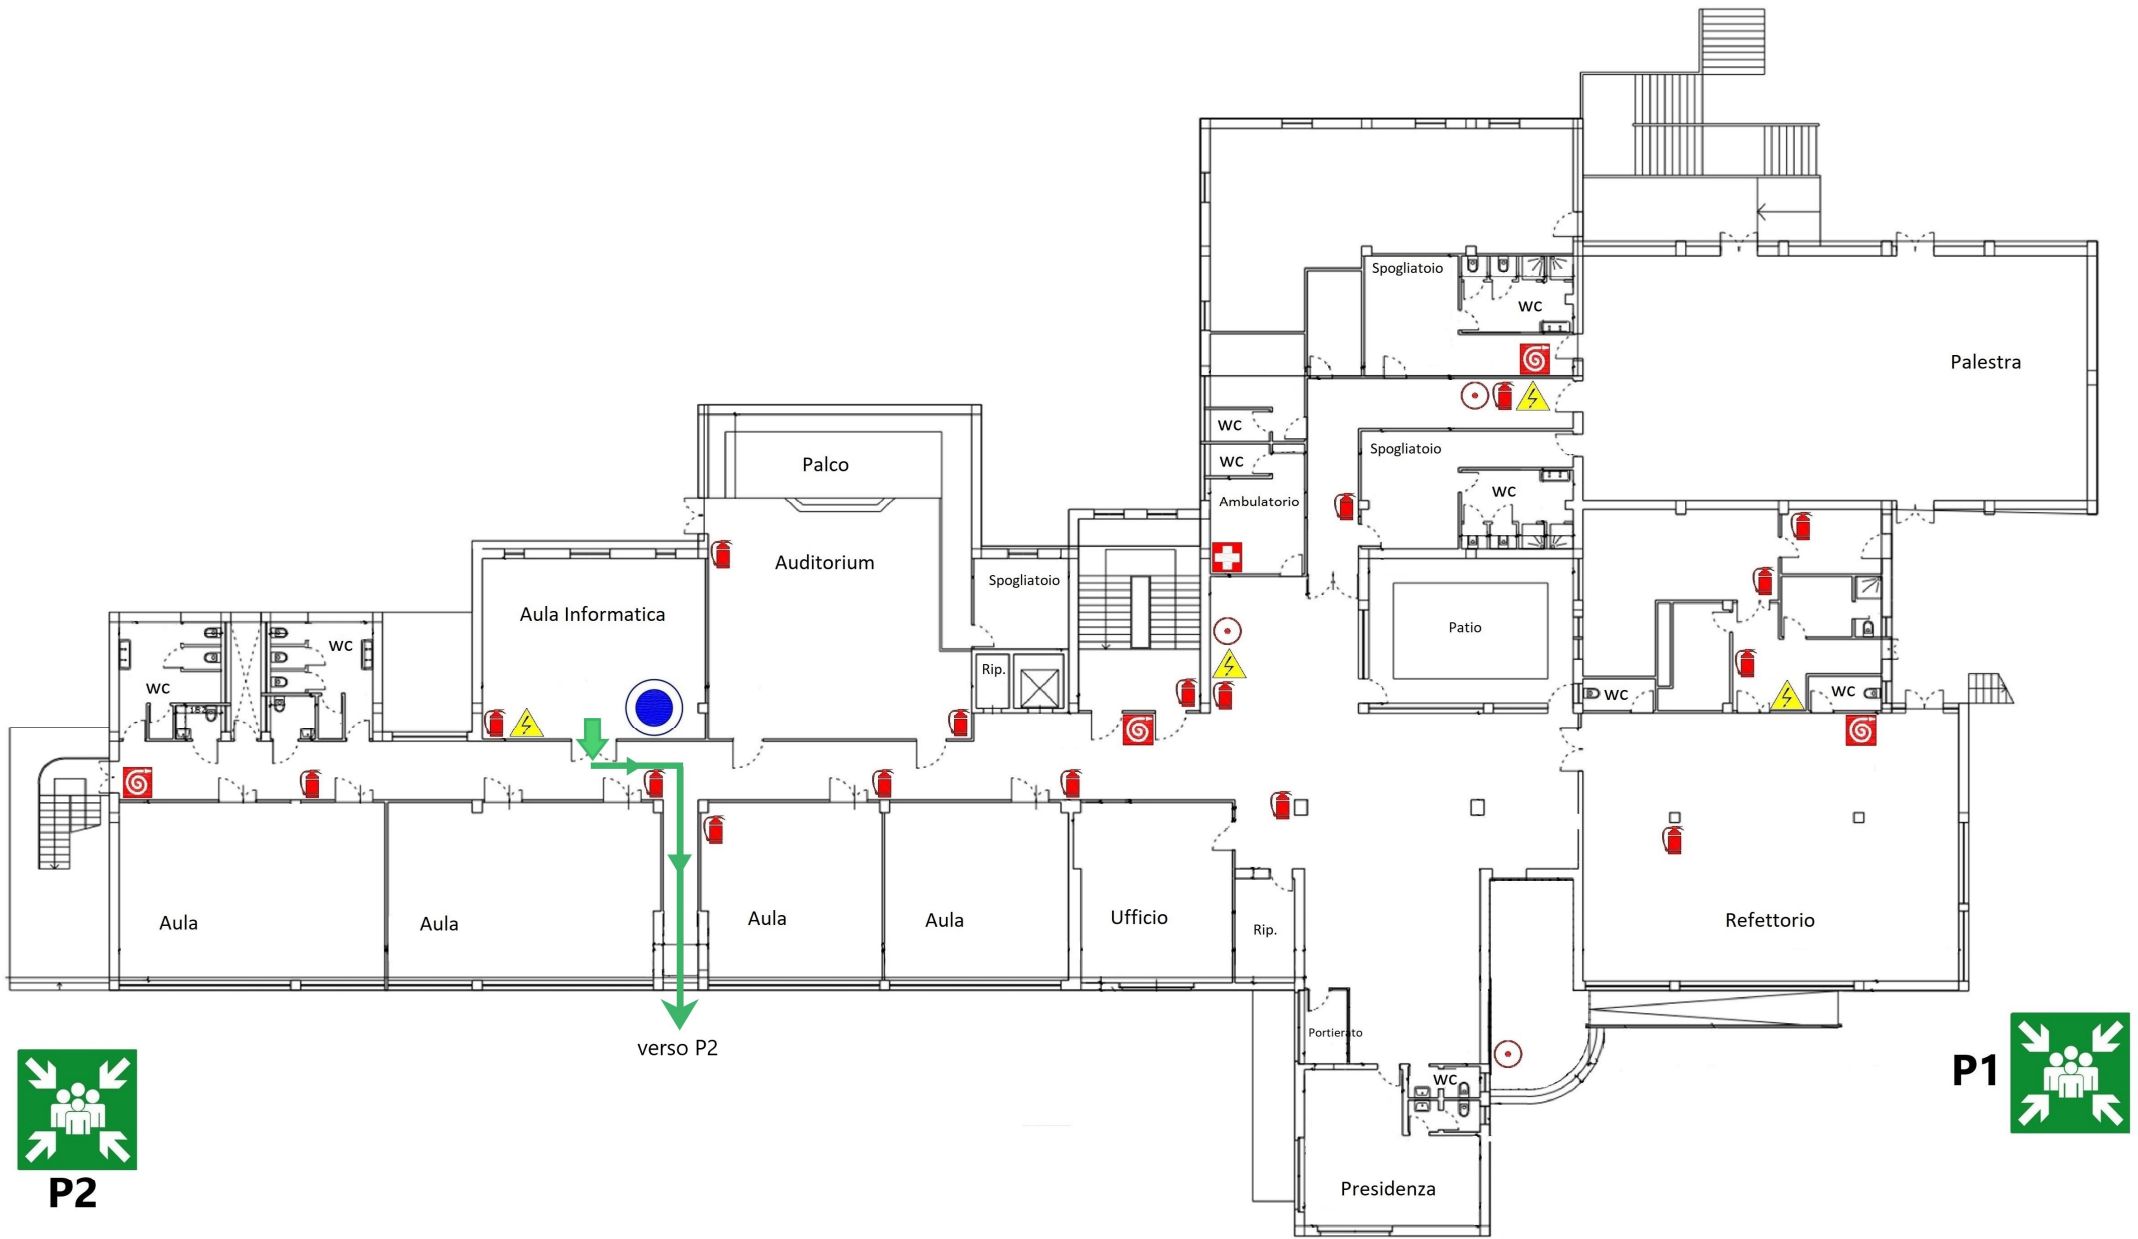 Spogliatoio
WC
Palestra
WC
Spogliatoio
WC
Palco
WC
Ambulatorio
Auditorium
Spogliatoio
Aula Informatica
Patio
WC
Rip.
WC
WC
WC
Aula
Aula
Aula
Aula
Ufficio
Rip.
Refettorio
Portierato
verso P2
WC
P1
P2
Presidenza